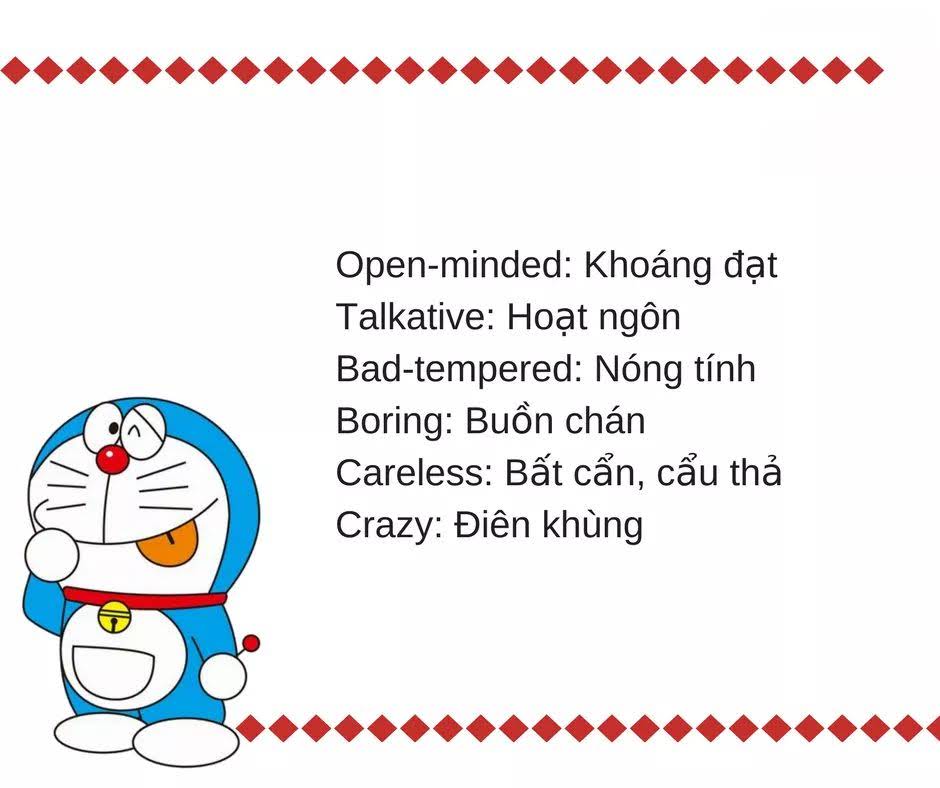 Open-minded: Khoáng đạt
Talkative: Hoạt ngôn
Bad-tempered: Nóng tính
Boring: Buồn chán
Careless: Bất cẩn, cẩu thả
Crazy: Điên khùng